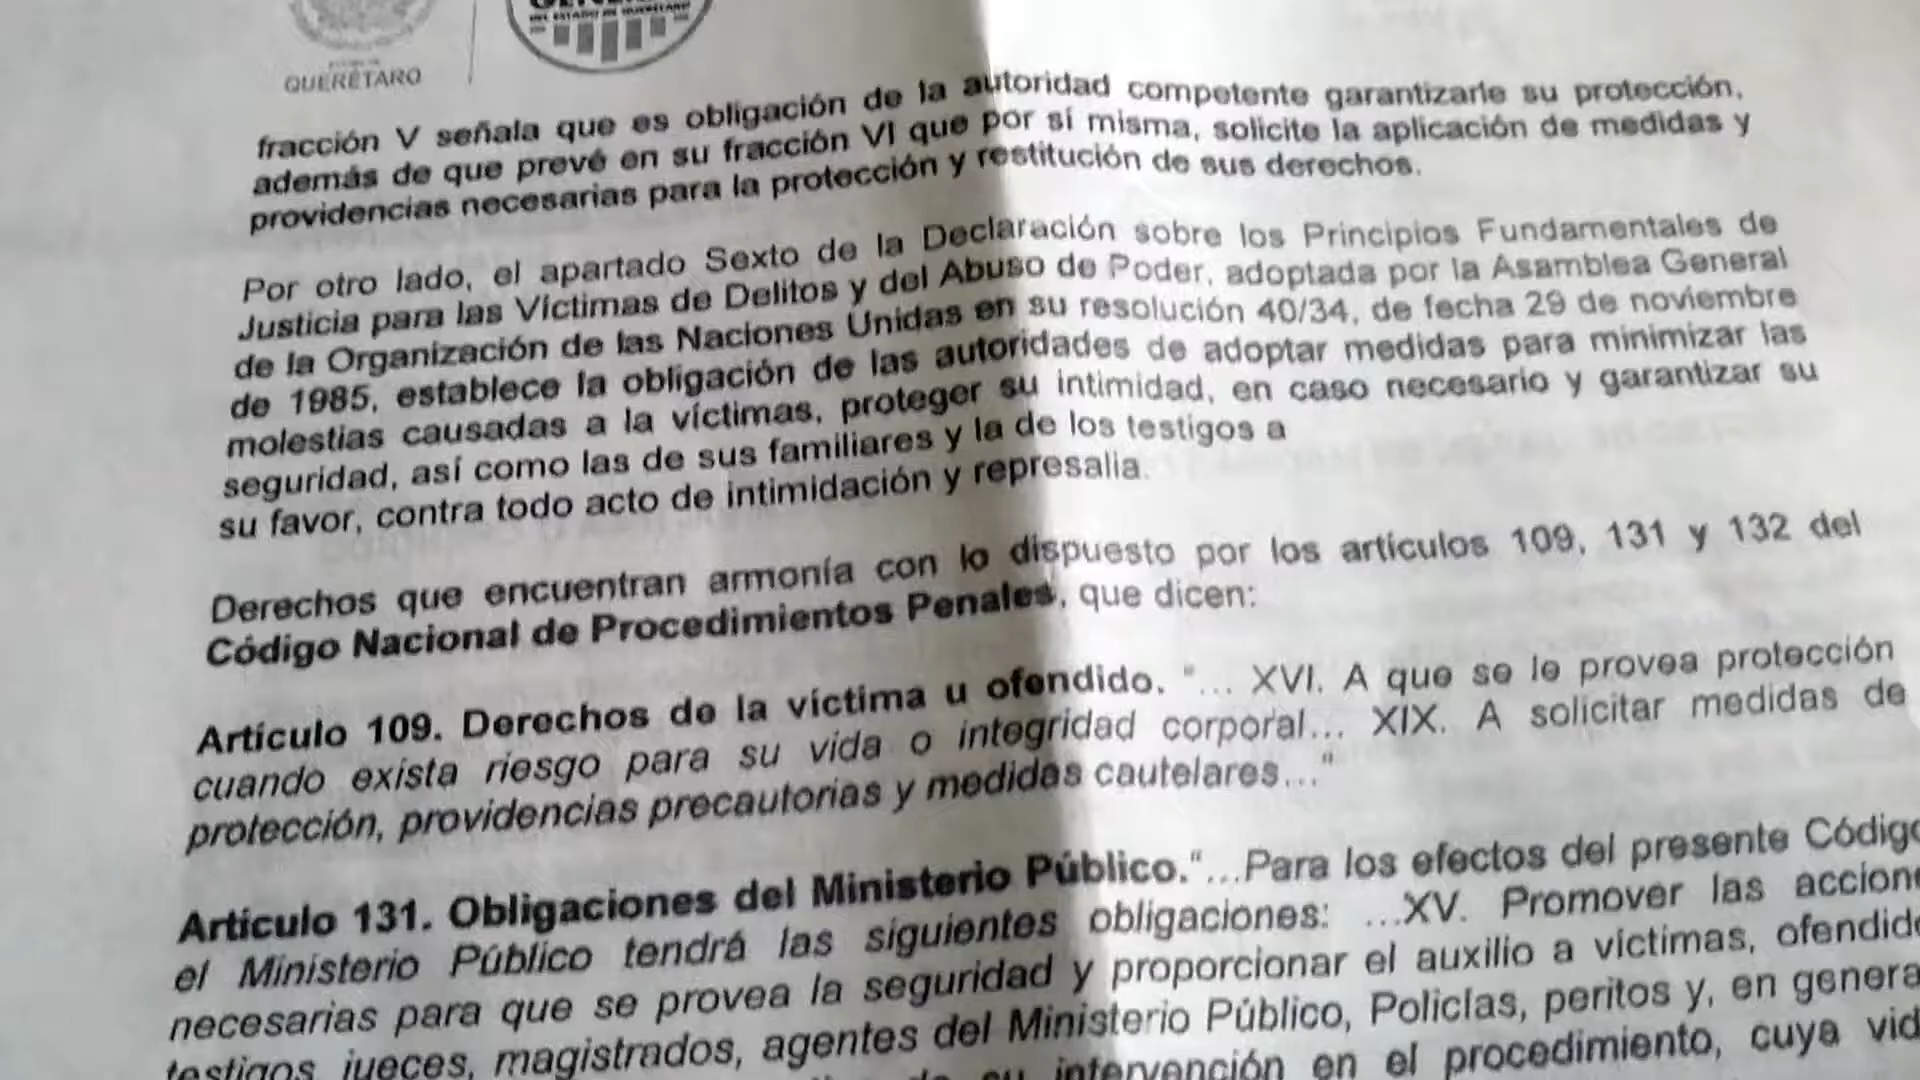 DEL ESTADO DE QUERÉTARO
QUERÉTARO
fracción V señala que es obligación de la autoridad competente garantizarle su protección,
además de que prevé en su fracción VI que por sí misma, solicite la aplicación de medidas y
providencias necesarias para la protección y restitución de sus derechos.
Por otro lado, el apartado Sexto de la Declaración sobre los Principios Fundamentales de
Justicia para las Víctimas de Delitos y del Abuso de Poder, adoptada por la Asamblea General
de la Organización de las Naciones Unidas en su resolución 40/34, de fecha 29 de noviembre
de 1985, establece la obligación de las autoridades de adoptar medidas para minimizar las
molestias causadas a la víctimas, proteger su intimidad, en caso necesario y garantizar su
seguridad, así como las de sus familiares y la de los testigos a
su favor, contra todo acto de intimidación y represalia.
Derechos que encuentran armonía con lo dispuesto por los artículos 109, 131 y 132 del
Código Nacional de Procedimientos Penales, que dicen:
Artículo 109. Derechos de la víctima u ofendido. "... XVI. A que se le provea protección
cuando exista riesgo para su vida o integridad corporal... XIX. A solicitar medidas de
protección, providencias precautorias y medidas cautelares..."
Artículo 131. Obligaciones del Ministerio Público."...Para los efectos del presente Código
el Ministerio Público tendrá las siguientes obligaciones: ...XV. Promover las accione
necesarias para que se provea la seguridad y proporcionar el auxilio a víctimas, ofendido
testigos, jueces, magistrados, agentes del Ministerio Público, Policías, peritos y, en genera
su intervención en el procedimiento, cuya vid